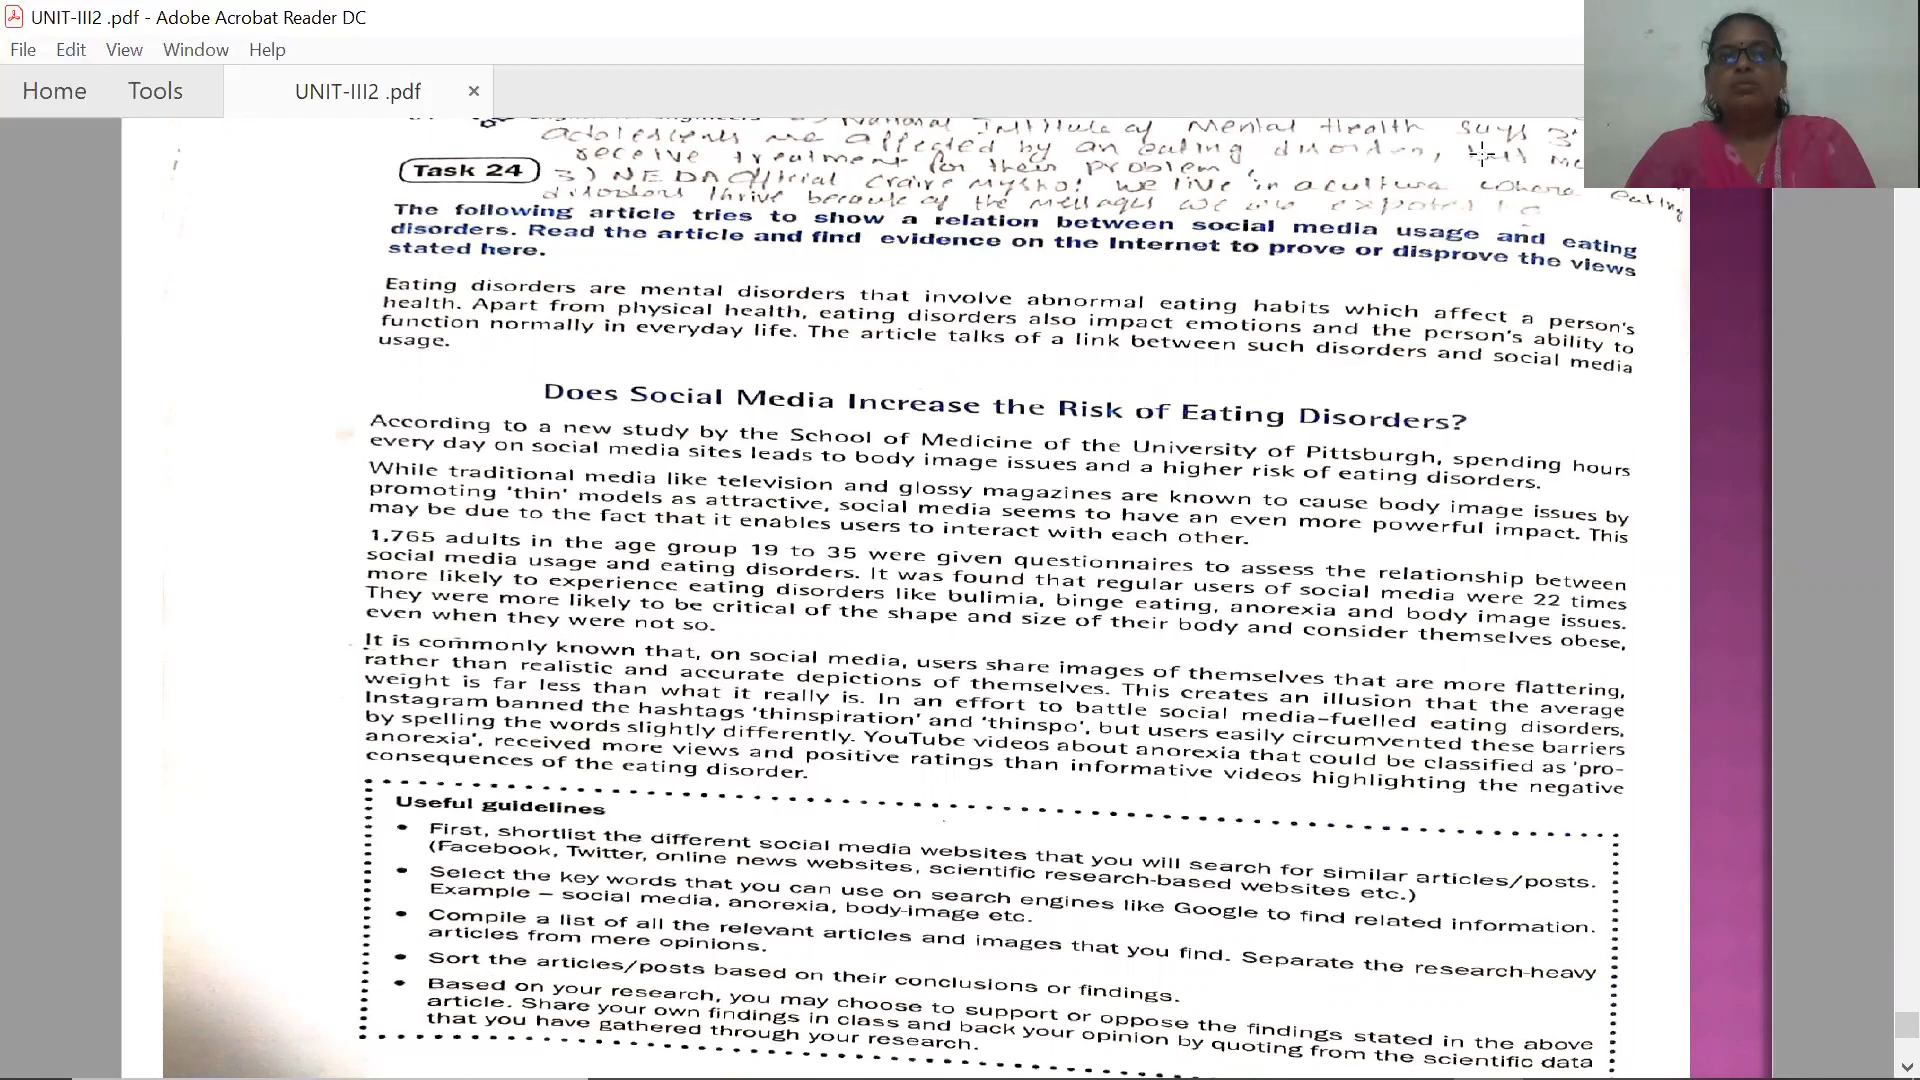 UNIT-III2 .pdf - Adobe Acrobat Reader DC
File Edit View Window Help
Home Tools UNIT-III2 .pdf ×
National Institute of Mental Health says 3
adolescents are affected by an eating disorder,
receive treatment for their problem.
Task 24
3) NEDA official Claire Mysko: we live in a culture where eating
disorders thrive because of the messages we are exposed to
The following article tries to show a relation between social media usage and eating
disorders. Read the article and find evidence on the Internet to prove or disprove the views
stated here.
Eating disorders are mental disorders that involve abnormal eating habits which affect a person's
health. Apart from physical health, eating disorders also impact emotions and the person's ability to
function normally in everyday life. The article talks of a link between such disorders and social media
usage.
Does Social Media Increase the Risk of Eating Disorders?
According to a new study by the School of Medicine of the University of Pittsburgh, spending hours
every day on social media sites leads to body image issues and a higher risk of eating disorders.
While traditional media like television and glossy magazines are known to cause body image issues by
promoting 'thin' models as attractive, social media seems to have an even more powerful impact. This
may be due to the fact that it enables users to interact with each other.
1,765 adults in the age group 19 to 35 were given questionnaires to assess the relationship between
social media usage and eating disorders. It was found that regular users of social media were 22 times
more likely to experience eating disorders like bulimia, binge eating, anorexia and body image issues.
They were more likely to be critical of the shape and size of their body and consider themselves obese,
even when they were not so.
It is commonly known that, on social media, users share images of themselves that are more flattering,
rather than realistic and accurate depictions of themselves. This creates an illusion that the average
weight is far less than what it really is. In an effort to battle social media-fuelled eating disorders,
Instagram banned the hashtags 'thinspiration' and 'thinspo', but users easily circumvented these barriers
by spelling the words slightly differently. YouTube videos about anorexia that could be classified as 'pro-
anorexia', received more views and positive ratings than informative videos highlighting the negative
consequences of the eating disorder.
Useful guidelines
• First, shortlist the different social media websites that you will search for similar articles/posts.
(Facebook, Twitter, online news websites, scientific research-based websites etc.)
• Select the key words that you can use on search engines like Google to find related information.
Example – social media, anorexia, body-image etc.
• Compile a list of all the relevant articles and images that you find. Separate the research-heavy
articles from mere opinions.
• Sort the articles/posts based on their conclusions or findings.
• Based on your research, you may choose to support or oppose the findings stated in the above
article. Share your own findings in class and back your opinion by quoting from the scientific data
that you have gathered through your research.